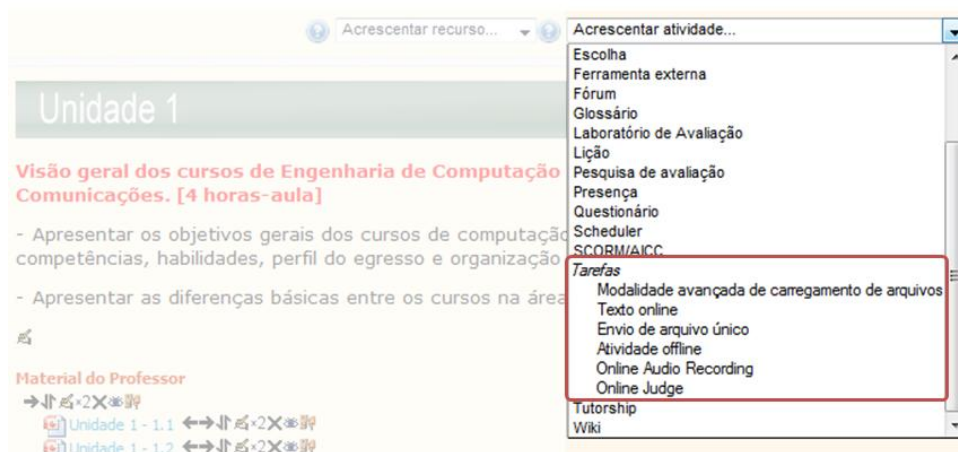 Acrescentar recurso...
Acrescentar atividade...
Escolha
Ferramenta externa
Fórum
Glossário
Laboratório de Avaliação
Lição
Pesquisa de avaliação
Presença
Questionário
Scheduler
SCORM/AICC
Tarefas
Modalidade avançada de carregamento de arquivos
Texto online
Envio de arquivo único
Atividade offline
Online Audio Recording
Online Judge
Tutorship
Wiki
Unidade 1
Visão geral dos cursos de Engenharia de Computação
Comunicações. [4 horas-aula]
- Apresentar os objetivos gerais dos cursos de computação
competências, habilidades, perfil do egresso e organização
- Apresentar as diferenças básicas entre os cursos na área
Material do Professor
×2
Unidade 1 - 1.1 ×2
Unidade 1 - 1.2 ×2